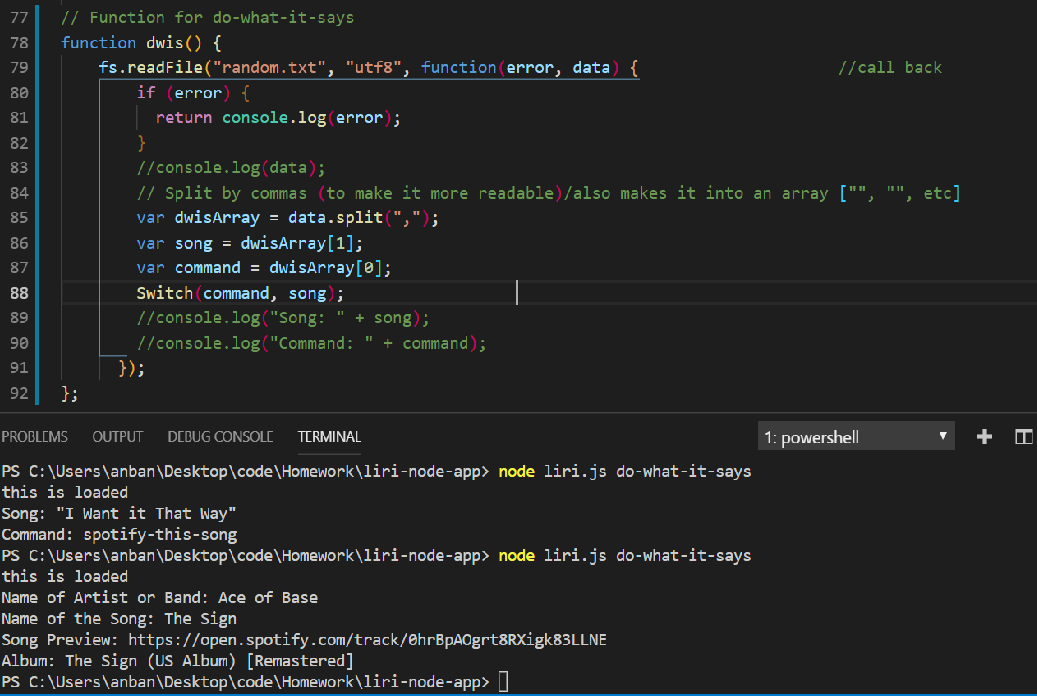 77 // Function for do-what-it-says
78 function dwis() {
79 fs.readFile("random.txt", "utf8", function(error, data) { //call back
80 if (error) {
81 return console.log(error);
82 }
83 //console.log(data);
84 // Split by commas (to make it more readable)/also makes it into an array ["", "", etc]
85 var dwisArray = data.split(",");
86 var song = dwisArray[1];
87 var command = dwisArray[0];
88 Switch(command, song);
89 //console.log("Song: " + song);
90 //console.log("Command: " + command);
91 });
92 };
PROBLEMS OUTPUT DEBUG CONSOLE TERMINAL 1: powershell
PS C:\Users\anban\Desktop\code\Homework\liri-node-app> node liri.js do-what-it-says
this is loaded
Song: "I Want it That Way"
Command: spotify-this-song
PS C:\Users\anban\Desktop\code\Homework\liri-node-app> node liri.js do-what-it-says
this is loaded
Name of Artist or Band: Ace of Base
Name of the Song: The Sign
Song Preview: https://open.spotify.com/track/0hrBpAOgrt8RXigk83LLNE
Album: The Sign (US Album) [Remastered]
PS C:\Users\anban\Desktop\code\Homework\liri-node-app>